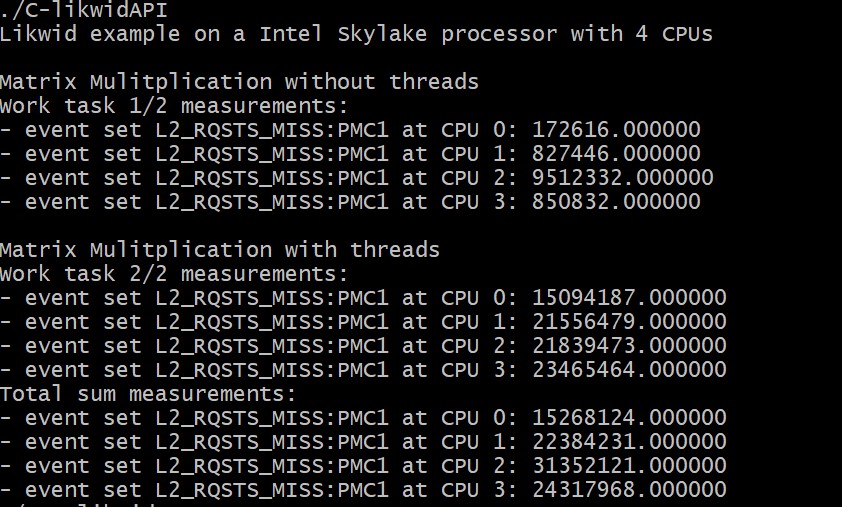 ./C-likwidAPI
Likwid example on a Intel Skylake processor with 4 CPUs
Matrix Mulitplication without threads
Work task 1/2 measurements:
- event set L2_RQSTS_MISS:PMC1 at CPU 0: 172616.000000
- event set L2_RQSTS_MISS:PMC1 at CPU 1: 827446.000000
- event set L2_RQSTS_MISS:PMC1 at CPU 2: 9512332.000000
- event set L2_RQSTS_MISS:PMC1 at CPU 3: 850832.000000
Matrix Mulitplication with threads
Work task 2/2 measurements:
- event set L2_RQSTS_MISS:PMC1 at CPU 0: 15094187.000000
- event set L2_RQSTS_MISS:PMC1 at CPU 1: 21556479.000000
- event set L2_RQSTS_MISS:PMC1 at CPU 2: 21839473.000000
- event set L2_RQSTS_MISS:PMC1 at CPU 3: 23465464.000000
Total sum measurements:
- event set L2_RQSTS_MISS:PMC1 at CPU 0: 15268124.000000
- event set L2_RQSTS_MISS:PMC1 at CPU 1: 22384231.000000
- event set L2_RQSTS_MISS:PMC1 at CPU 2: 31352121.000000
- event set L2_RQSTS_MISS:PMC1 at CPU 3: 24317968.000000